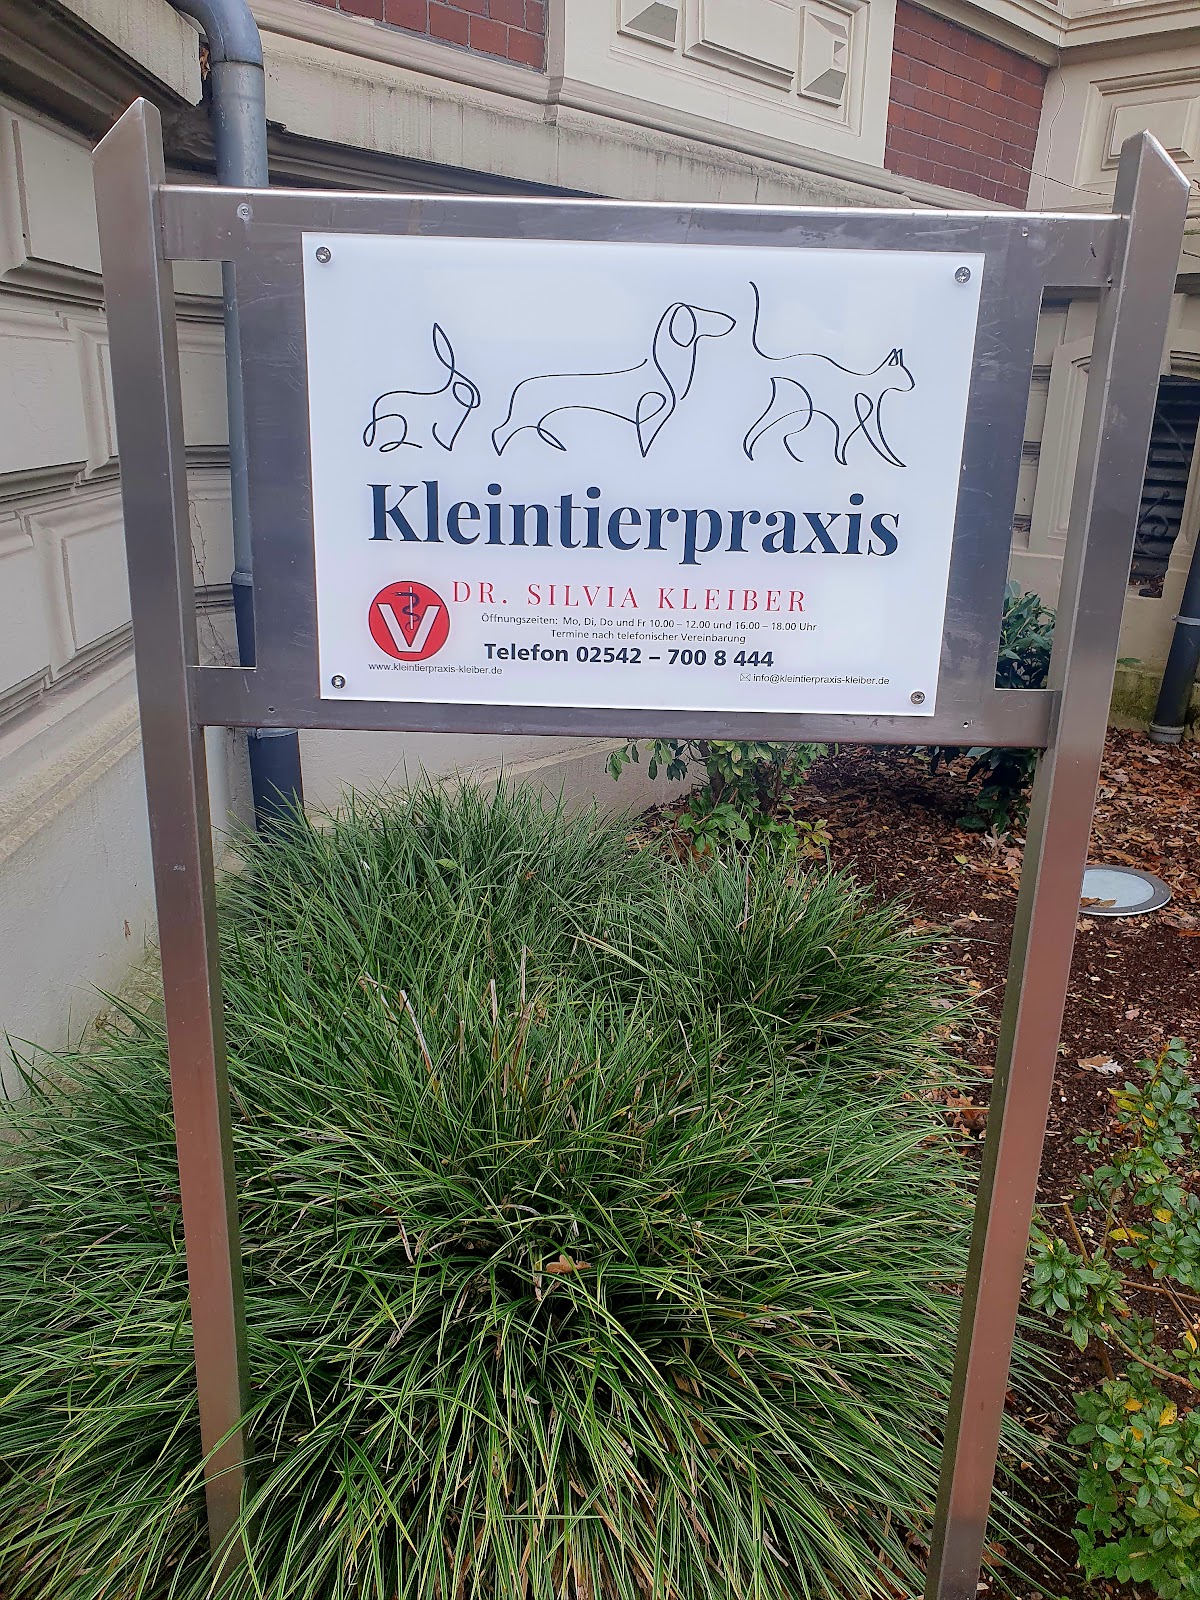 Kleintierpraxis
DR. SILVIA KLEIBER
V
Öffnungszeiten: Mo, Di, Do und Fr 10.00 – 12.00 und 16.00 – 18.00 Uhr
Termine nach telefonischer Vereinbarung
Telefon 02542 – 700 8 444
www.kleintierpraxis-kleiber.de
info@kleintierpraxis-kleiber.de